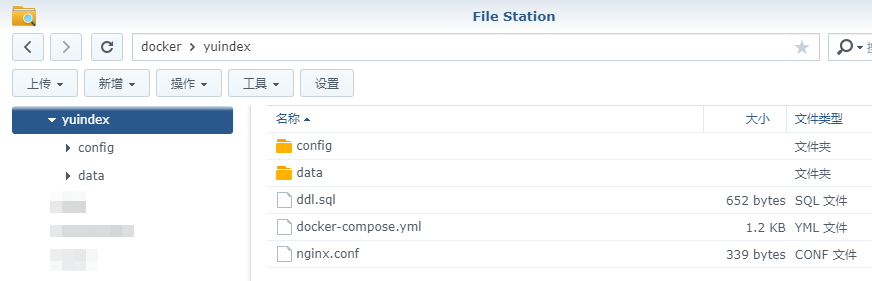 File Station
docker > yuindex
搜
上传 新增 操作 工具 设置
yuindex
config
data
名称 大小 文件类型
config 文件夹
data 文件夹
ddl.sql 652 bytes SQL 文件
docker-compose.yml 1.2 KB YML 文件
nginx.conf 339 bytes CONF 文件